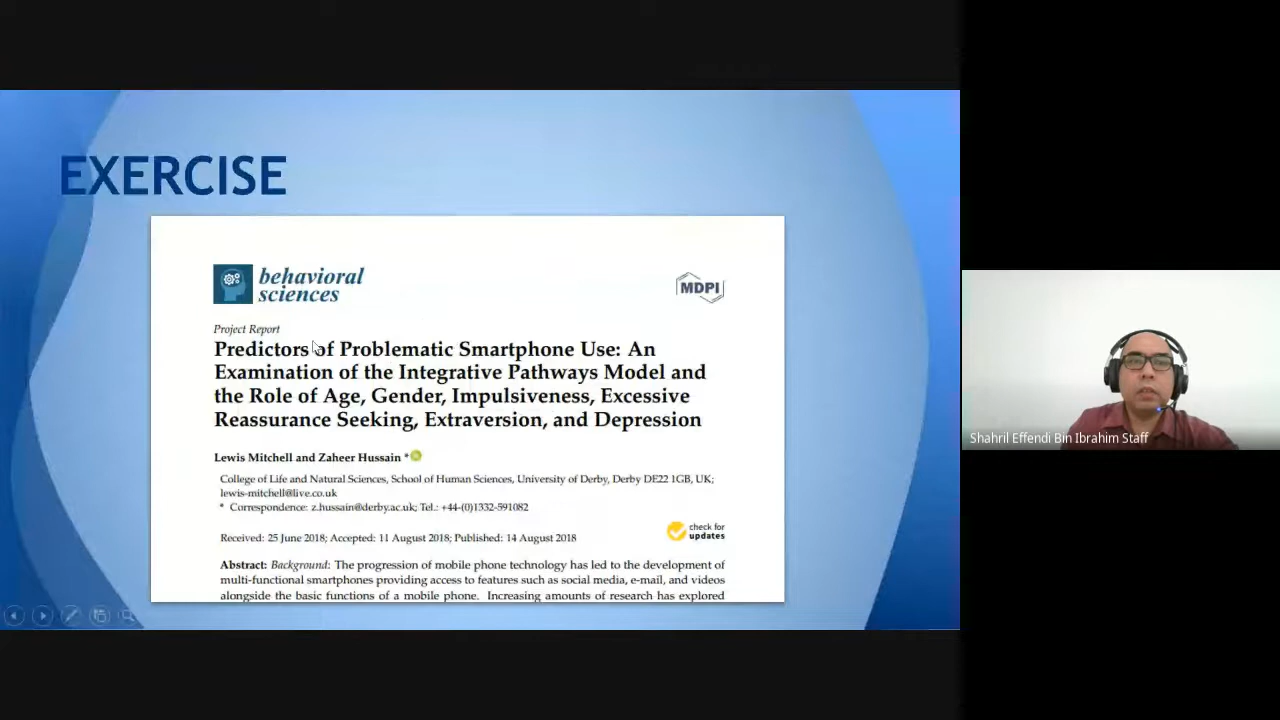 EXERCISE
behavioral
sciences
MDPI
Project Report
Predictors of Problematic Smartphone Use: An
Examination of the Integrative Pathways Model and
the Role of Age, Gender, Impulsiveness, Excessive
Reassurance Seeking, Extraversion, and Depression
Lewis Mitchell and Zaheer Hussain *
College of Life and Natural Sciences, School of Human Sciences, University of Derby, Derby DE22 1GB, UK;
lewis-mitchell@live.co.uk
* Correspondence: z.hussain@derby.ac.uk; Tel.: +44-(0)1332-591082
check for
updates
Received: 25 June 2018; Accepted: 11 August 2018; Published: 14 August 2018
Abstract: Background: The progression of mobile phone technology has led to the development of
multi-functional smartphones providing access to features such as social media, e-mail, and videos
alongside the basic functions of a mobile phone. Increasing amounts of research has explored
Shahril Effendi Bin Ibrahim Staff